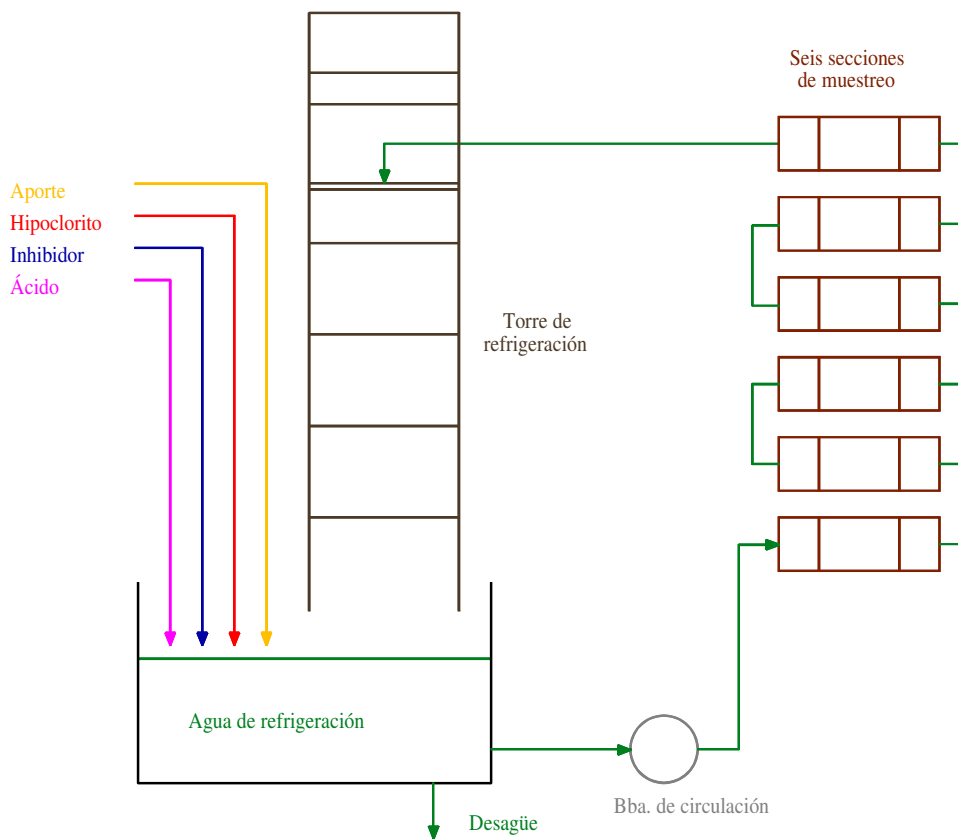 Seis secciones
de muestreo
Aporte
Hipoclorito
Inhibidor
Ácido
Torre de
refrigeración
Agua de refrigeración
Bba. de circulación
Desagüe